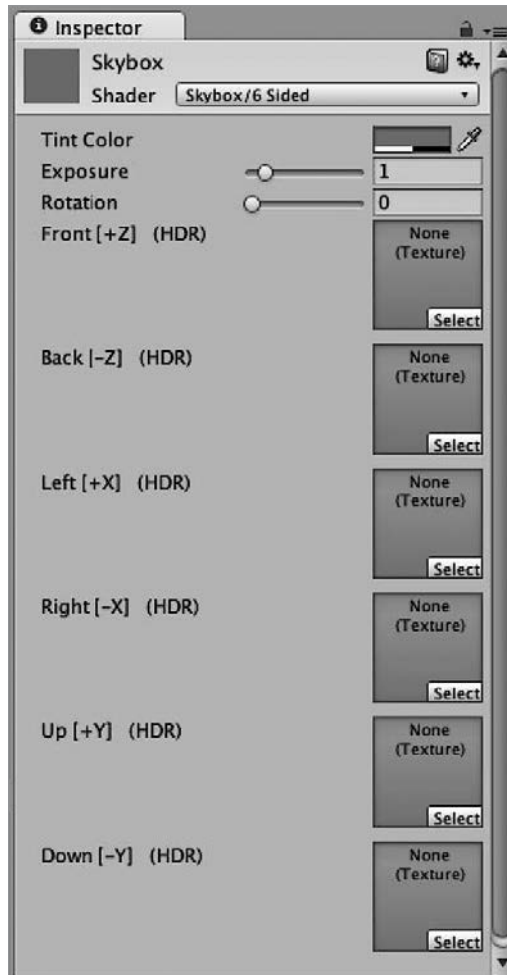 Inspector
Skybox
Shader Skybox/6 Sided
Tint Color
Exposure 1
Rotation 0
Front [+Z] (HDR) None
(Texture)
Select
Back [-Z] (HDR) None
(Texture)
Select
Left [+X] (HDR) None
(Texture)
Select
Right [-X] (HDR) None
(Texture)
Select
Up [+Y] (HDR) None
(Texture)
Select
Down [-Y] (HDR) None
(Texture)
Select